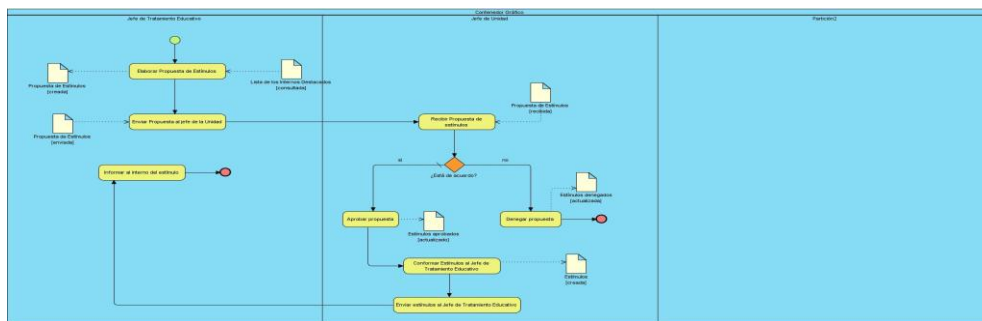 Contenedor Gráfico
Jefe de Tratamiento Educativo
Jefe de Unidad
Partición2
Elaborar Propuesta de Estímulos
Propuesta de Estímulos
(creada)
Lista de los Internos Destacados
(consultada)
Propuesta de Estímulos
(enviada)
Enviar Propuesta al jefe de la Unidad
Recibir Propuesta de
estímulos
Propuesta de Estímulos
(recibida)
Informar al interno del estímulo
si
no
¿Está de acuerdo?
Aprobar propuesta
Estímulos aprobados
(actualizada)
Denegar propuesta
Estímulos denegados
(actualizada)
Conformar Estímulos al Jefe de
Tratamiento Educativo
Estímulos
(creada)
Enviar estímulos al Jefe de Tratamiento Educativo